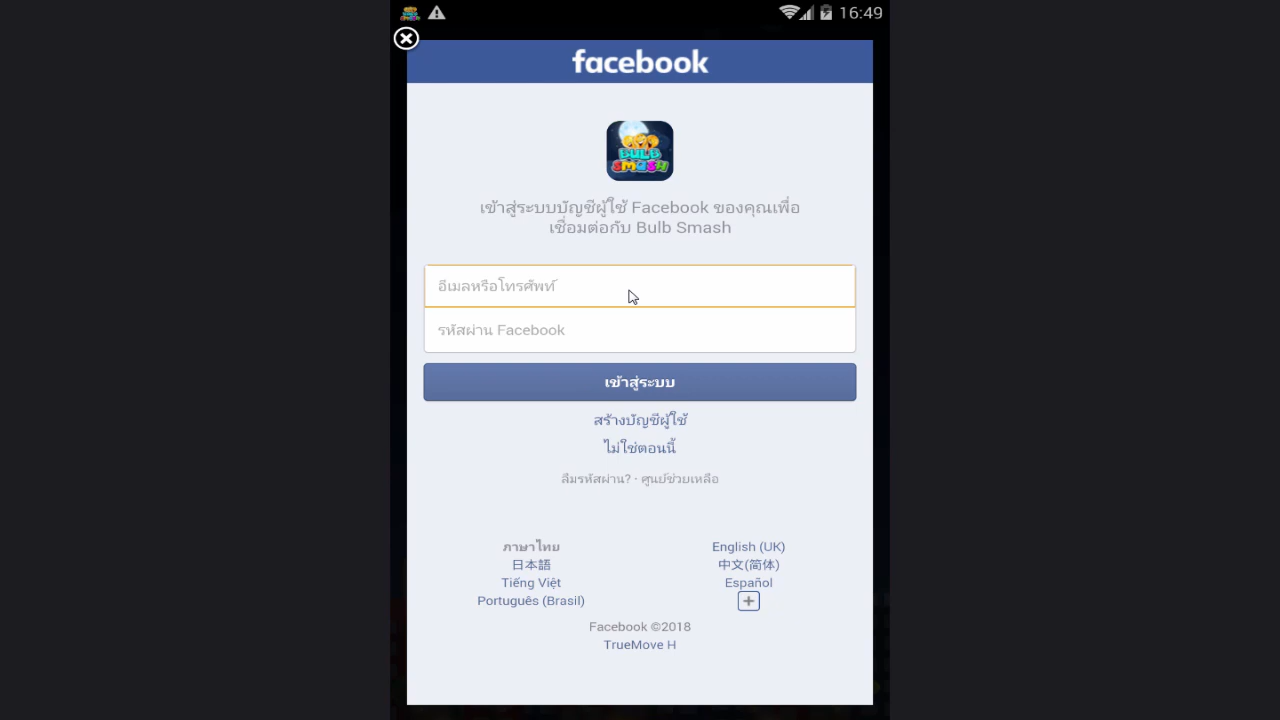 16:49
facebook
BULB
SMASH
เข้าสู่ระบบบัญชีผู้ใช้ Facebook ของคุณเพื่อ
เชื่อมต่อกับ Bulb Smash
อีเมลหรือโทรศัพท์
รหัสผ่าน Facebook
เข้าสู่ระบบ
สร้างบัญชีผู้ใช้
ไม่ใช่ตอนนี้
ลืมรหัสผ่าน? · ศูนย์ช่วยเหลือ
ภาษาไทย
English (UK)
日本語
中文(简体)
Tiếng Việt
Español
Português (Brasil)
Facebook ©2018
TrueMove H